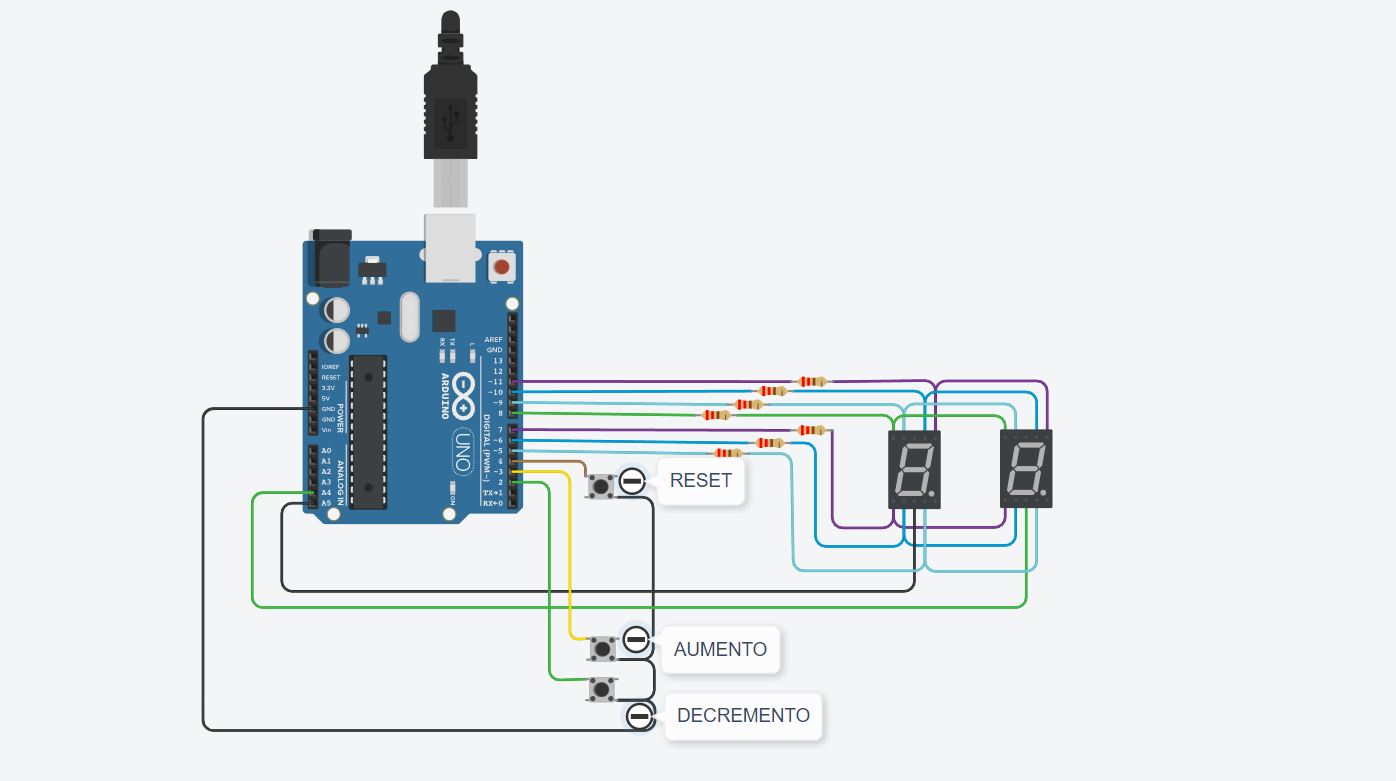 AREF
GND
13
12
~11
~10
~9
8
7
~6
~5
4
~3
2
TX→1
RX←0
DIGITAL (PWM~)
IOREF
RESET
3.3V
5V
GND
GND
Vin
POWER
A0
A1
A2
A3
A4
A5
ANALOG IN
RX
TX
L
ARDUINO
UNO
ON
RESET
AUMENTO
DECREMENTO